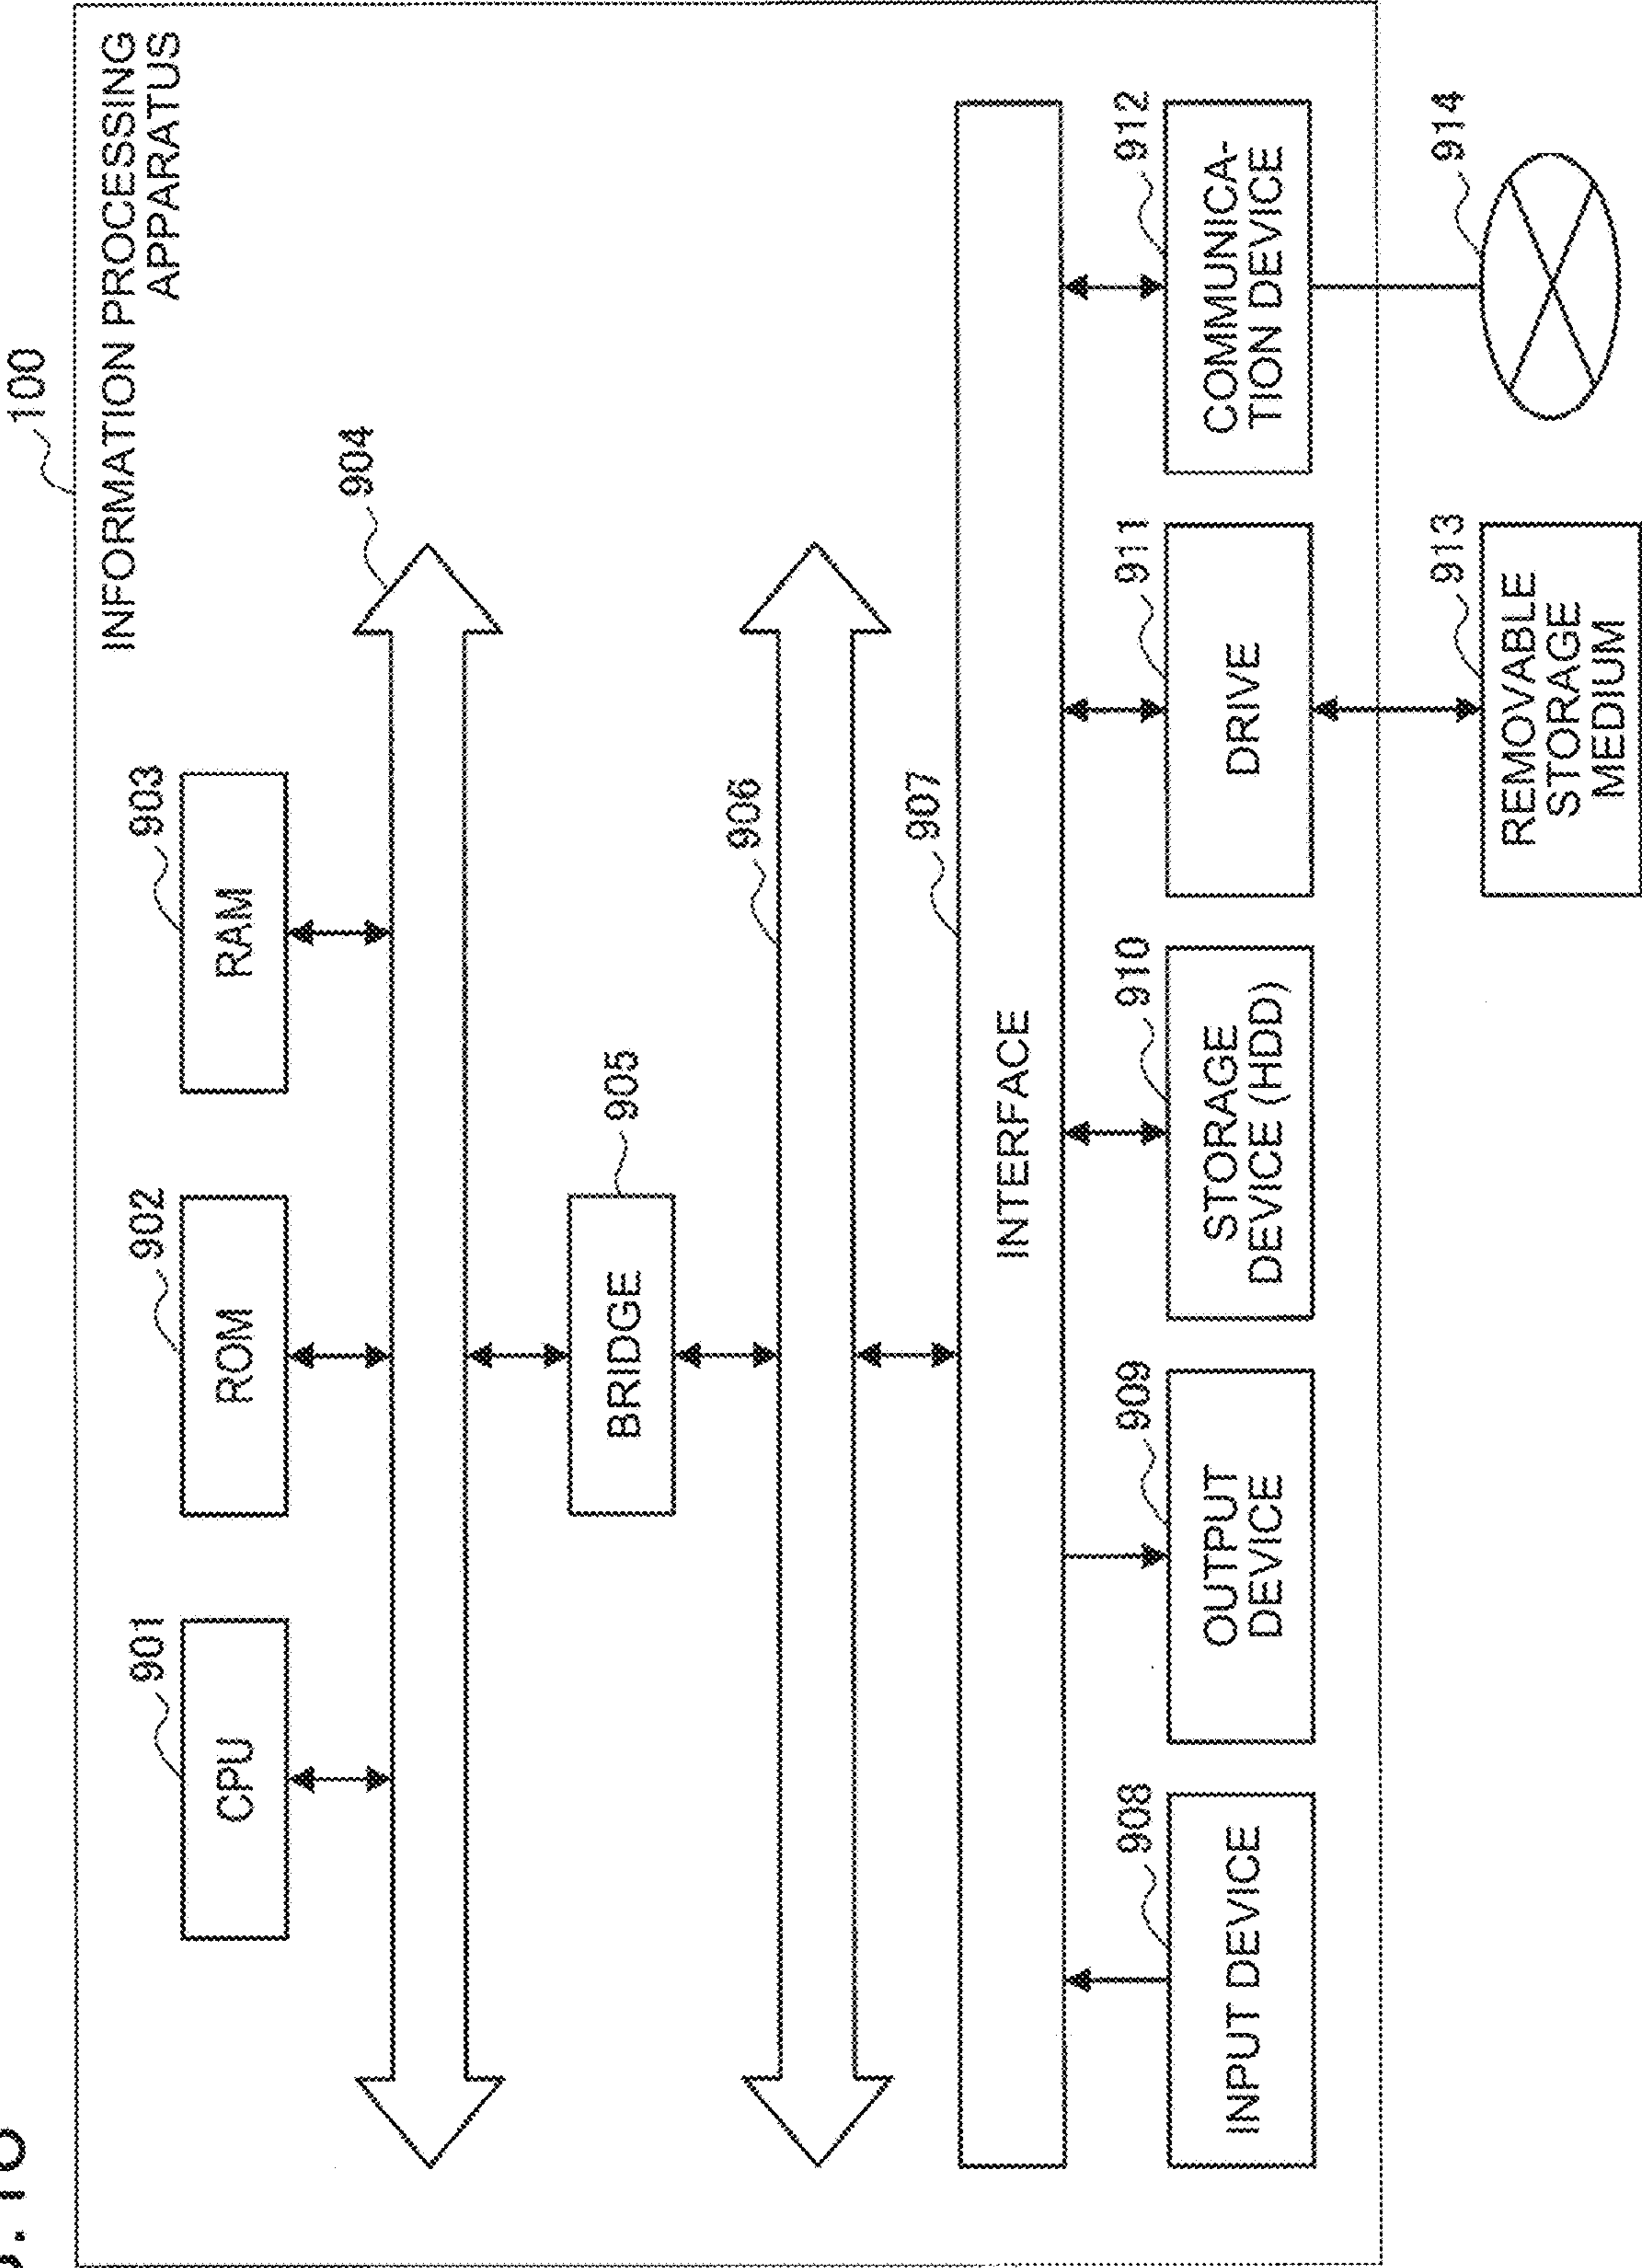 100
INFORMATION PROCESSING
APPARATUS
901
CPU
902
ROM
903
RAM
904
905
BRIDGE
906
907
INTERFACE
908
INPUT DEVICE
909
OUTPUT
DEVICE
910
STORAGE
DEVICE (HDD)
911
DRIVE
912
COMMUNICA-
TION DEVICE
913
REMOVABLE
STORAGE
MEDIUM
914